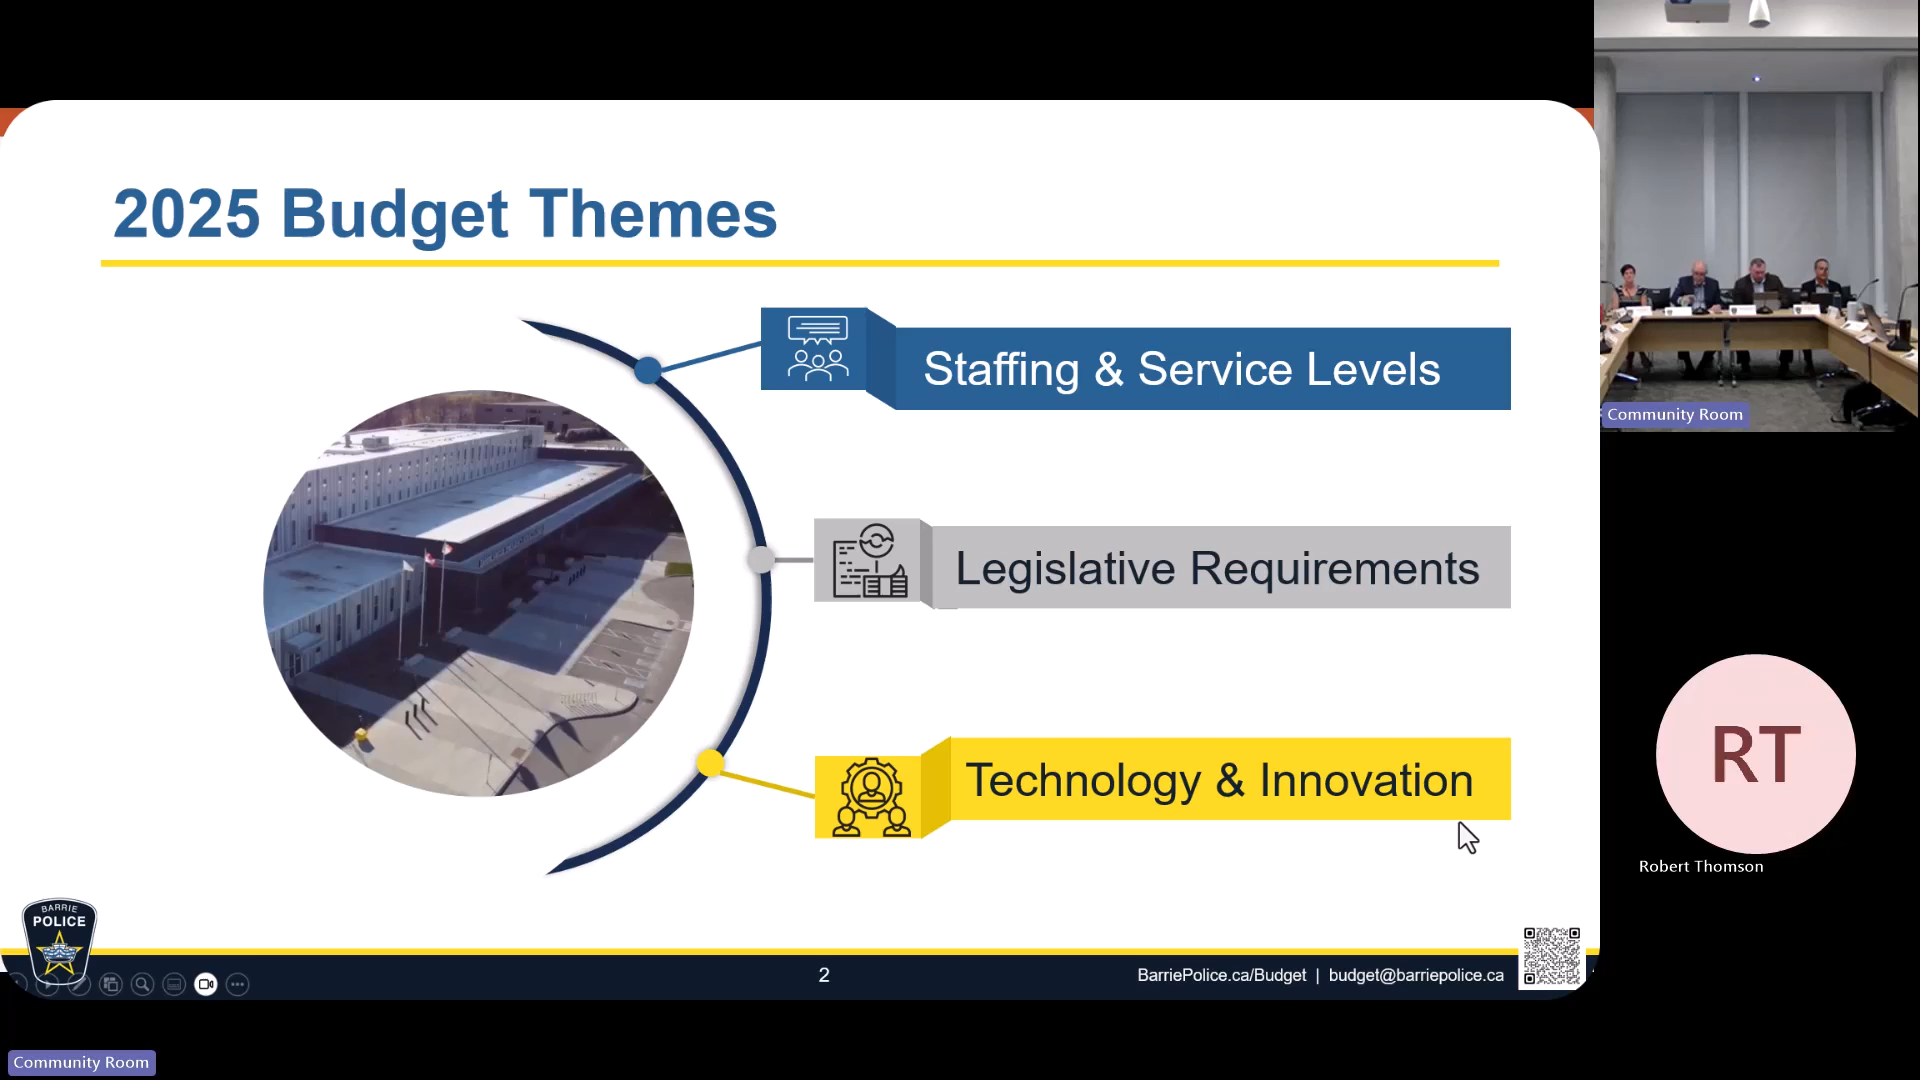 2025 Budget Themes
Staffing & Service Levels
Legislative Requirements
Technology & Innovation
BARRIE
POLICE
2
BarriePolice.ca/Budget | budget@barriepolice.ca
Community Room
RT
Robert Thomson
Community Room